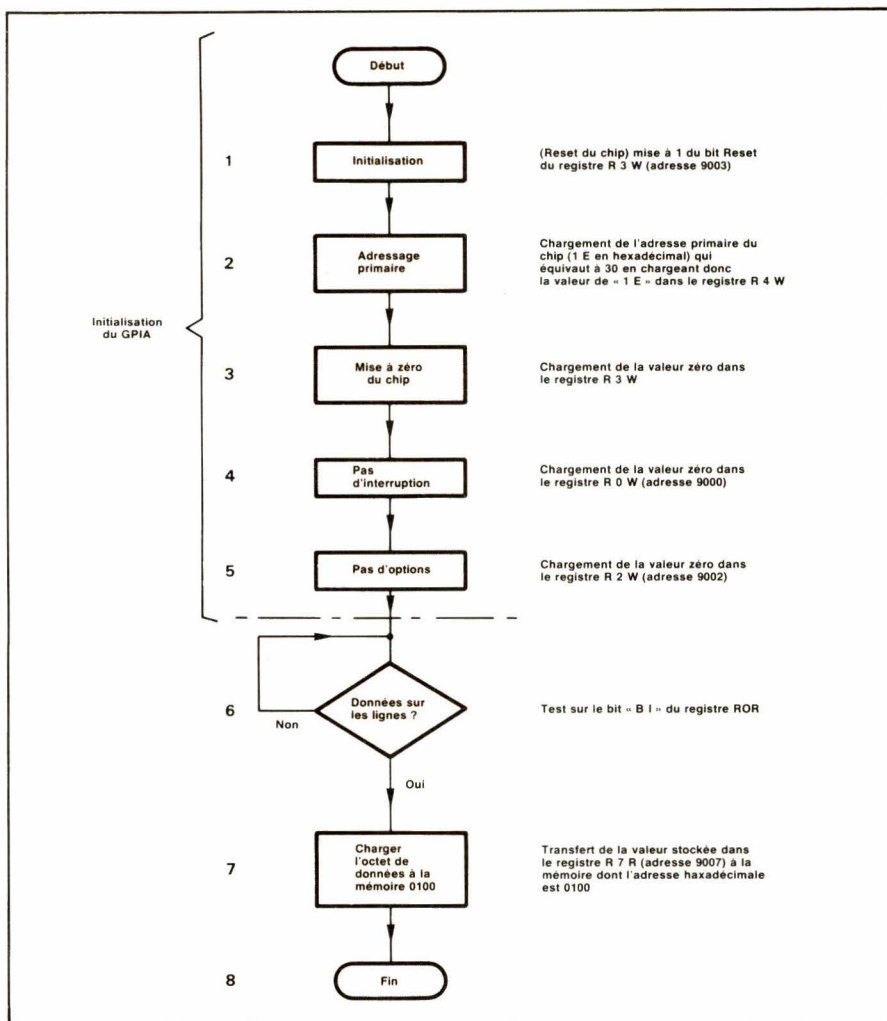 Début
1
Initialisation
(Reset du chip) mise à 1 du bit Reset
du registre R 3 W (adresse 9003)
2
Adressage
primaire
Chargement de l'adresse primaire du
chip (1 E en hexadécimal) qui
équivaut à 30 en chargeant donc
la valeur de « 1 E » dans le registre R 4 W
Initialisation
du GPIA
3
Mise à zéro
du chip
Chargement de la valeur zéro dans
le registre R 3 W
4
Pas
d'interruption
Chargement de la valeur zéro dans
le registre R 0 W (adresse 9000)
5
Pas d'options
Chargement de la valeur zéro dans
le registre R 2 W (adresse 9002)
6
Données sur
les lignes ?
Non
Test sur le bit « B I » du registre ROR
Oui
7
Charger
l'octet de
données à la
mémoire 0100
Transfert de la valeur stockée dans
le registre R 7 R (adresse 9007) à la
mémoire dont l'adresse haxadécimale
est 0100
8
Fin